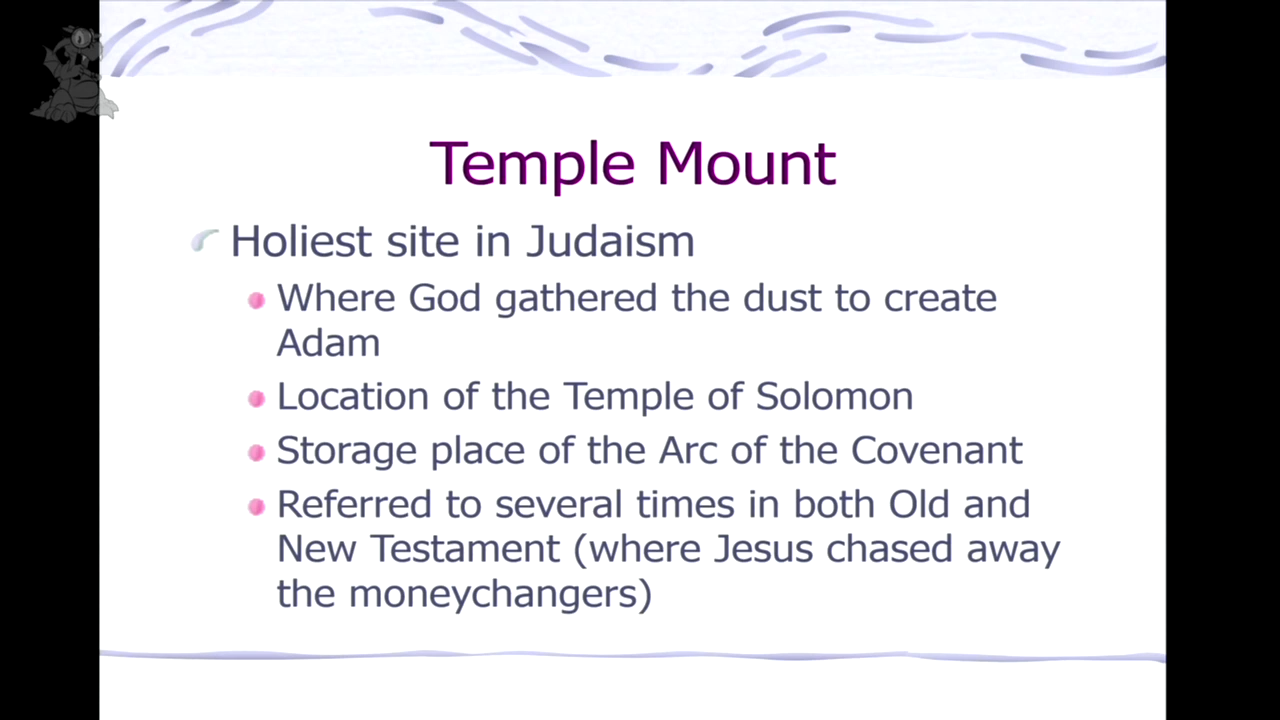 Temple Mount
Holiest site in Judaism
Where God gathered the dust to create
Adam
Location of the Temple of Solomon
Storage place of the Arc of the Covenant
Referred to several times in both Old and
New Testament (where Jesus chased away
the moneychangers)